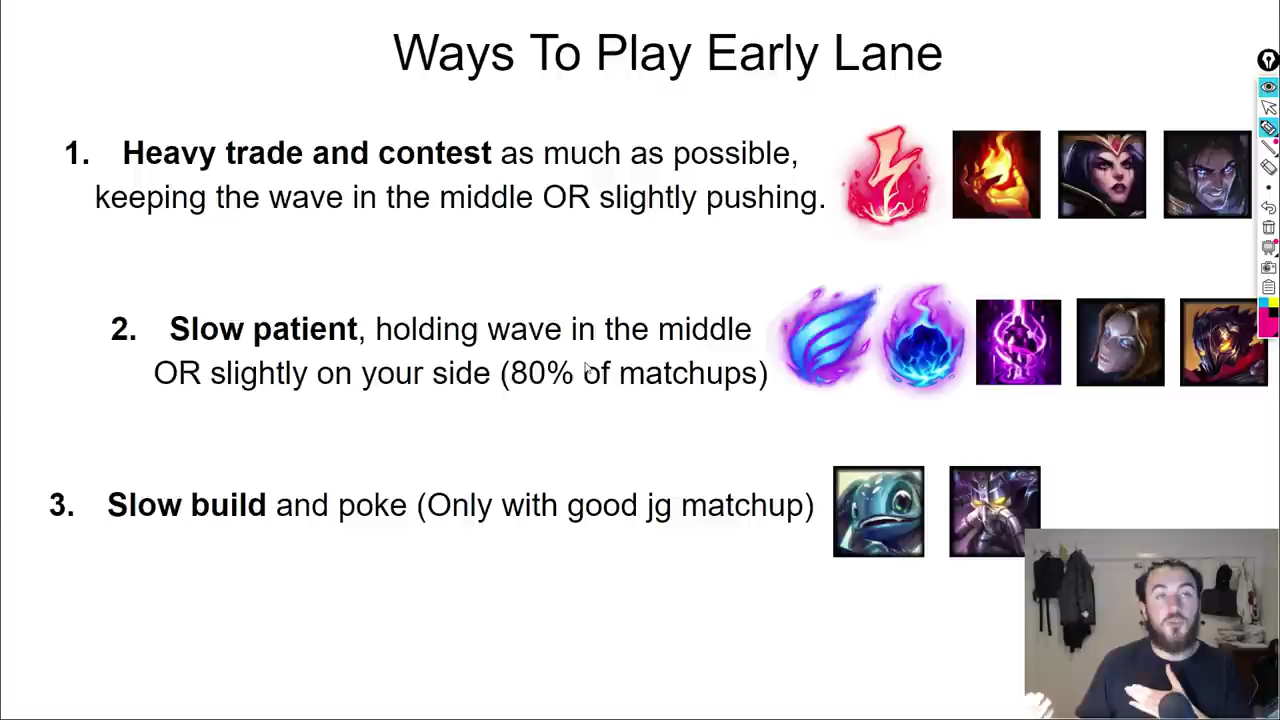 Ways To Play Early Lane
1. Heavy trade and contest as much as possible,
keeping the wave in the middle OR slightly pushing.
2. Slow patient, holding wave in the middle
OR slightly on your side (80% of matchups)
3. Slow build and poke (Only with good jg matchup)